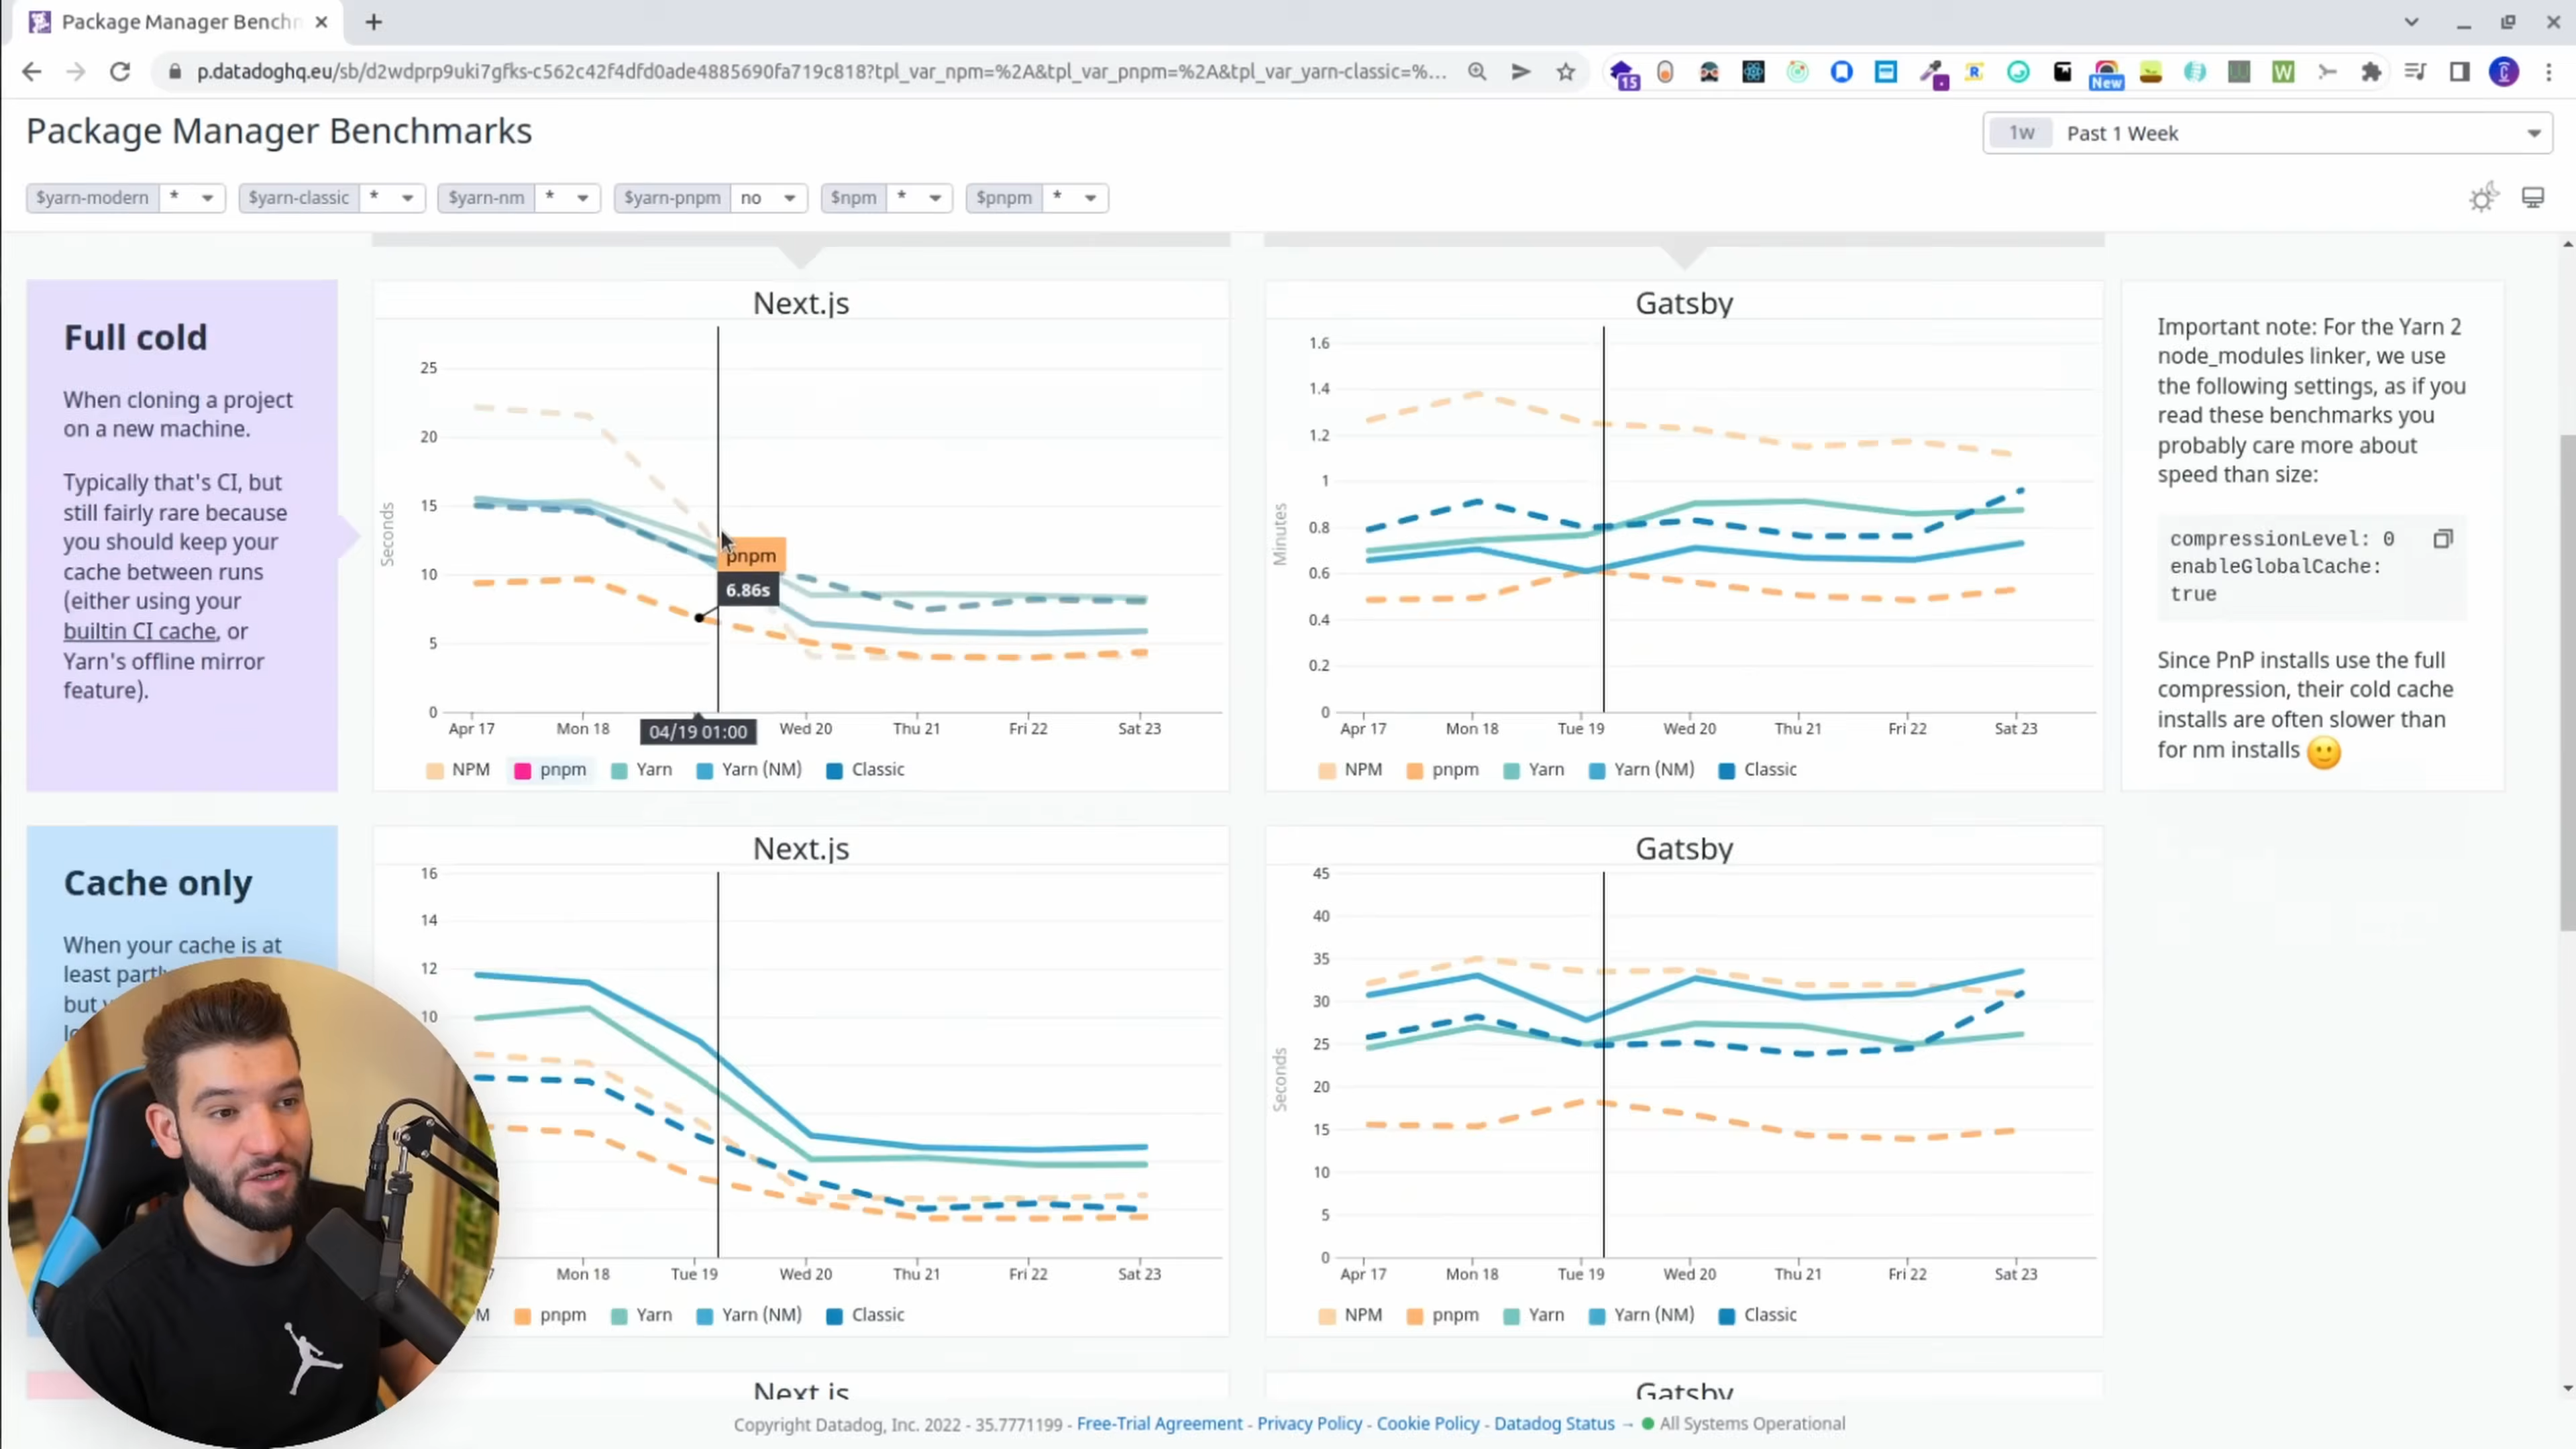 Package Manager Benchn
p.datadoghq.eu/sb/d2wdprp9uki7gfks-c562c42f4dfd0ade4885690fa719c818?tpl_var_npm=%2A&tpl_var_pnpm=%2A&tpl_var_yarn-classic=%...
15
New
Package Manager Benchmarks
1w Past 1 Week
$yarn-modern * $yarn-classic * $yarn-nm * $yarn-pnpm no $npm * $pnpm *
Full cold
When cloning a project
on a new machine.
Typically that's CI, but
still fairly rare because
you should keep your
cache between runs
(either using your
builtin CI cache, or
Yarn's offline mirror
feature).
Next.js
Seconds
25
20
15
10
5
0
pnpm
6.86s
Apr 17 Mon 18 04/19 01:00 Wed 20 Thu 21 Fri 22 Sat 23
NPM pnpm Yarn Yarn (NM) Classic
Gatsby
Minutes
1.6
1.4
1.2
1
0.8
0.6
0.4
0.2
0
Apr 17 Mon 18 Tue 19 Wed 20 Thu 21 Fri 22 Sat 23
NPM pnpm Yarn Yarn (NM) Classic
Important note: For the Yarn 2
node_modules linker, we use
the following settings, as if you
read these benchmarks you
probably care more about
speed than size:
compressionLevel: 0
enableGlobalCache:
true
Since PnP installs use the full
compression, their cold cache
installs are often slower than
for nm installs 🙂
Cache only
When your cache is at
least part
but
Next.js
16
14
12
10
Mon 18 Tue 19 Wed 20 Thu 21 Fri 22 Sat 23
M pnpm Yarn Yarn (NM) Classic
Gatsby
Seconds
45
40
35
30
25
20
15
10
5
0
Apr 17 Mon 18 Tue 19 Wed 20 Thu 21 Fri 22 Sat 23
NPM pnpm Yarn Yarn (NM) Classic
Next.js
Gatsby
Copyright Datadog, Inc. 2022 - 35.7771199 - Free-Trial Agreement - Privacy Policy - Cookie Policy - Datadog Status → All Systems Operational